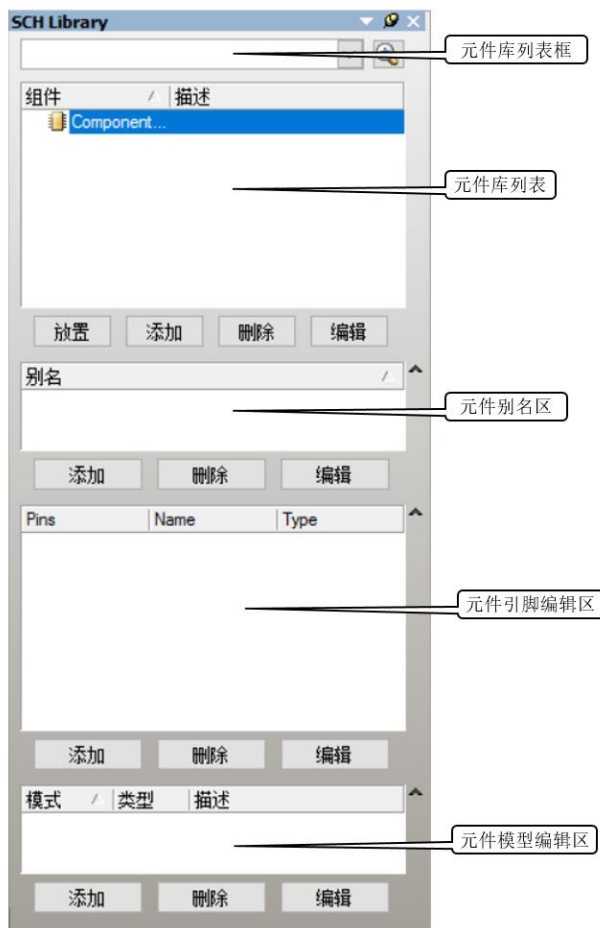 SCH Library
元件库列表框
组件 描述
Component...
元件库列表
放置 添加 删除 编辑
别名
元件别名区
添加 删除 编辑
Pins Name Type
元件引脚编辑区
添加 删除 编辑
模式 类型 描述
元件模型编辑区
添加 删除 编辑